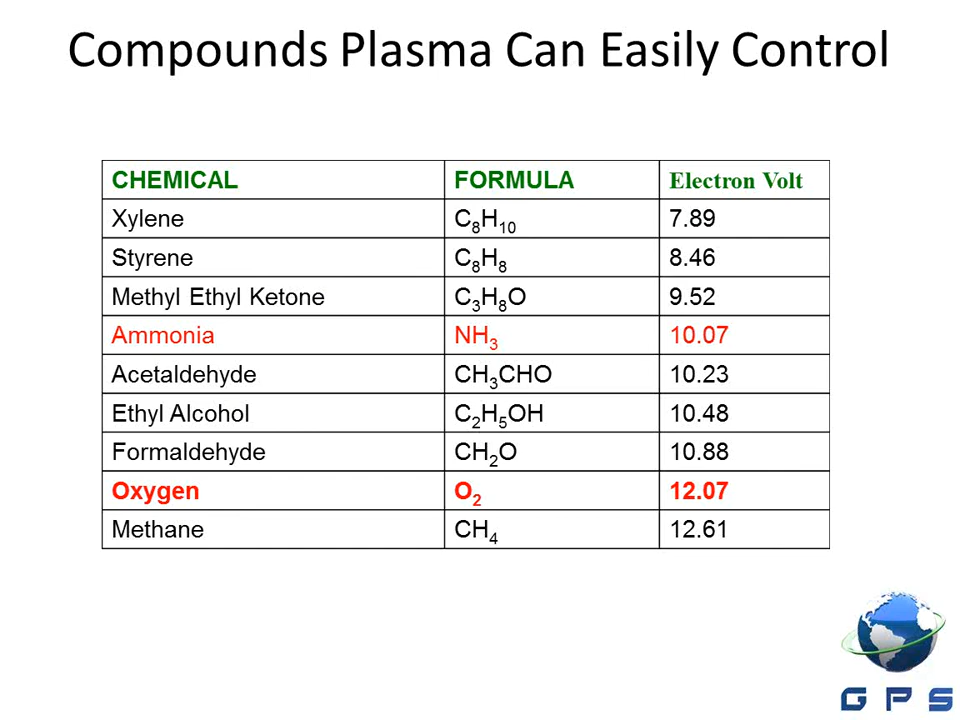 Compounds Plasma Can Easily Control
CHEMICAL FORMULA Electron Volt
Xylene C₈H₁₀ 7.89
Styrene C₈H₈ 8.46
Methyl Ethyl Ketone C₃H₈O 9.52
Ammonia NH₃ 10.07
Acetaldehyde CH₃CHO 10.23
Ethyl Alcohol C₂H₅OH 10.48
Formaldehyde CH₂O 10.88
Oxygen O₂ 12.07
Methane CH₄ 12.61
GPS